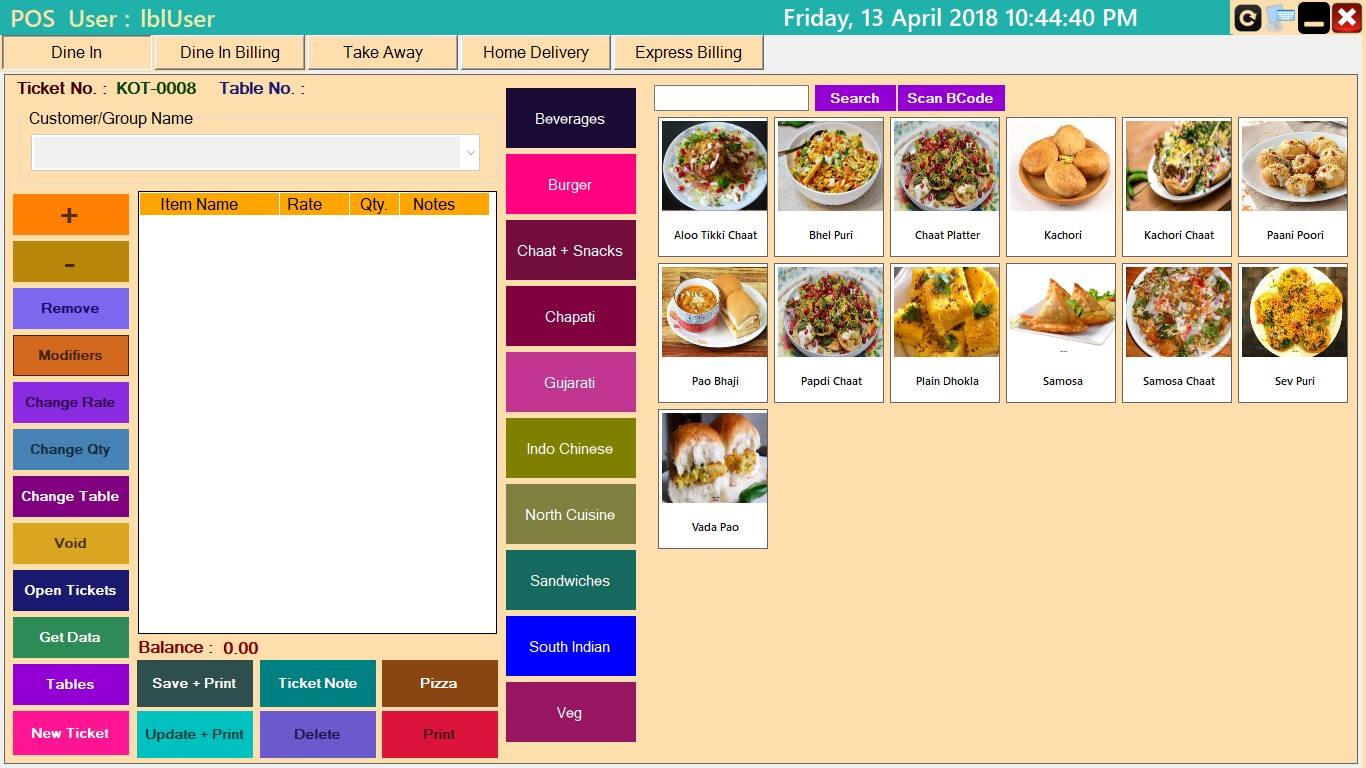 POS User : lblUser
Friday, 13 April 2018 10:44:40 PM
Dine In
Dine In Billing
Take Away
Home Delivery
Express Billing
Ticket No. : KOT-0008 Table No. :
Customer/Group Name
+
-
Remove
Modifiers
Change Rate
Change Qty
Change Table
Void
Open Tickets
Get Data
Tables
New Ticket
Item Name Rate Qty. Notes
Balance : 0.00
Save + Print
Ticket Note
Pizza
Update + Print
Delete
Print
Beverages
Burger
Chaat + Snacks
Chapati
Gujarati
Indo Chinese
North Cuisine
Sandwiches
South Indian
Veg
Search
Scan BCode
Aloo Tikki Chaat
Bhel Puri
Chaat Platter
Kachori
Kachori Chaat
Paani Poori
Pao Bhaji
Papdi Chaat
Plain Dhokla
Samosa
Samosa Chaat
Sev Puri
Vada Pao